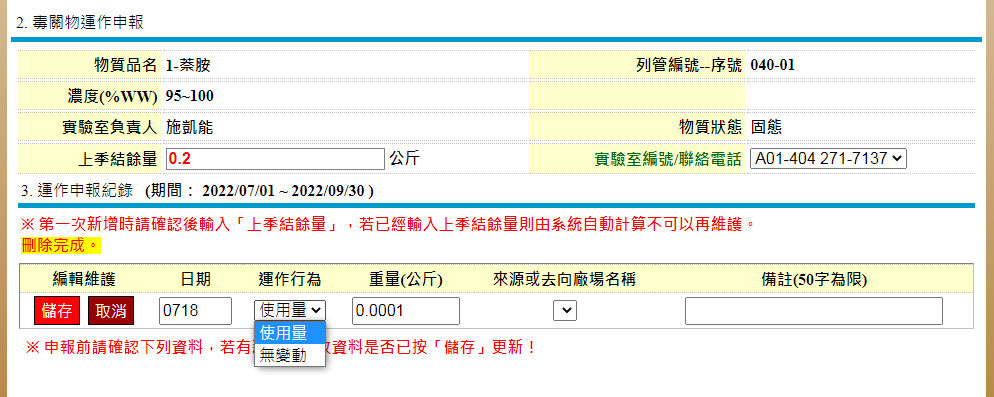 2. 毒關物運作申報
物質品名 1-萘胺 列管編號--序號 040-01
濃度(%WW) 95~100
實驗室負責人 施凱能 物質狀態 固態
上季結餘量 0.2 公斤 實驗室編號/聯絡電話 A01-404 271-7137
3. 運作申報紀錄 (期間： 2022/07/01 ~ 2022/09/30 )
※ 第一次新增時請確認後輸入「上季結餘量」，若已經輸入上季結餘量則由系統自動計算不可以再維護。
刪除完成。
編輯維護 日期 運作行為 重量(公斤) 來源或去向廠場名稱 備註(50字為限)
儲存 取消 0718 使用量 0.0001
使用量
無變動
※ 申報前請確認下列資料，若有 資料是否已按「儲存」更新！